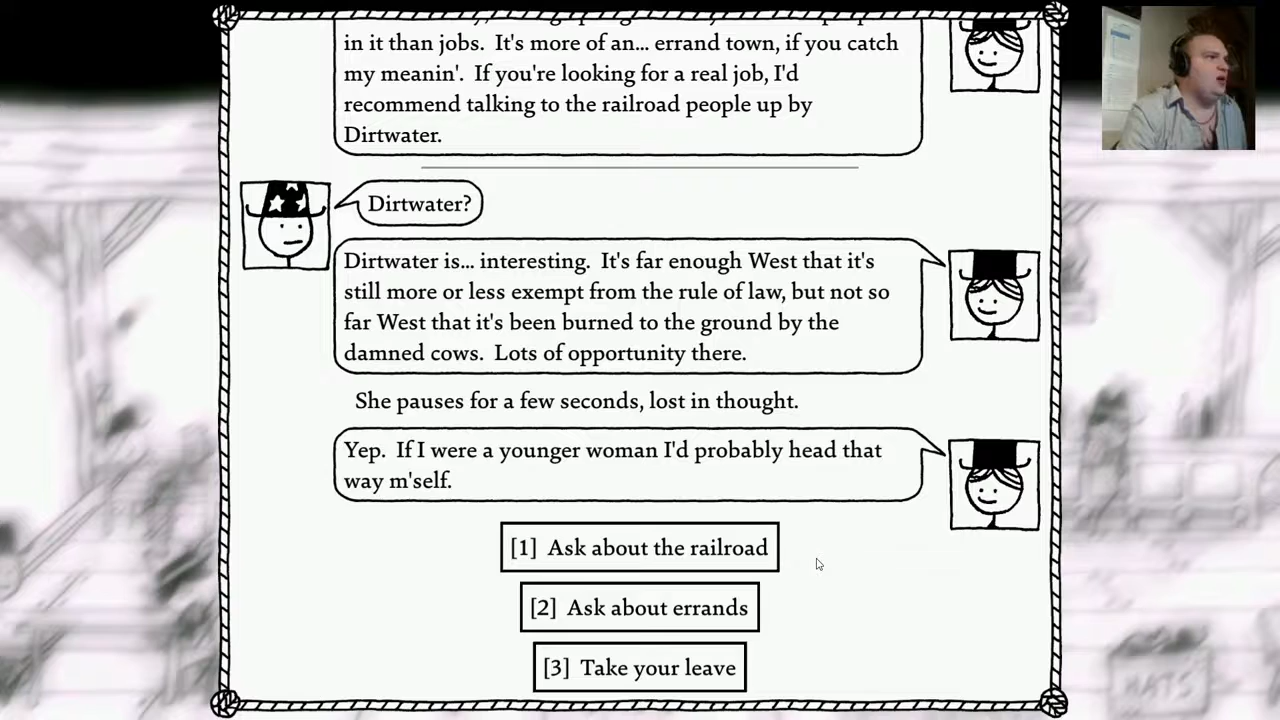 in it than jobs. It's more of an... errand town, if you catch
my meanin'. If you're looking for a real job, I'd
recommend talking to the railroad people up by
Dirtwater.
Dirtwater?
Dirtwater is... interesting. It's far enough West that it's
still more or less exempt from the rule of law, but not so
far West that it's been burned to the ground by the
damned cows. Lots of opportunity there.
She pauses for a few seconds, lost in thought.
Yep. If I were a younger woman I'd probably head that
way m'self.
[1] Ask about the railroad
[2] Ask about errands
[3] Take your leave
HATS